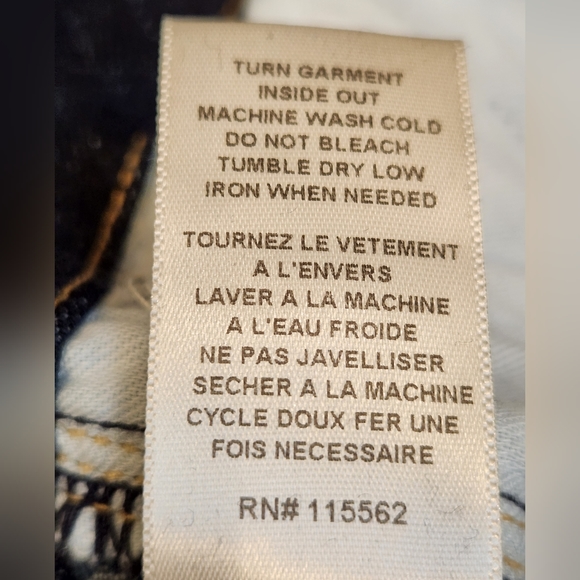 TURN GARMENT
INSIDE OUT
MACHINE WASH COLD
DO NOT BLEACH
TUMBLE DRY LOW
IRON WHEN NEEDED
TOURNEZ LE VETEMENT
A L'ENVERS
LAVER A LA MACHINE
A L'EAU FROIDE
NE PAS JAVELLISER
SECHER A LA MACHINE
CYCLE DOUX FER UNE
FOIS NECESSAIRE
RN# 115562